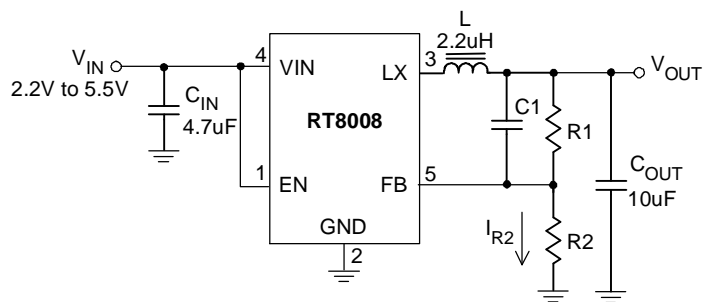 L
2.2uH
V_IN
2.2V to 5.5V
4
VIN
LX
3
V_OUT
C_IN
4.7uF
RT8008
C1
R1
1
EN
FB
5
C_OUT
10uF
GND
2
I_R2
R2